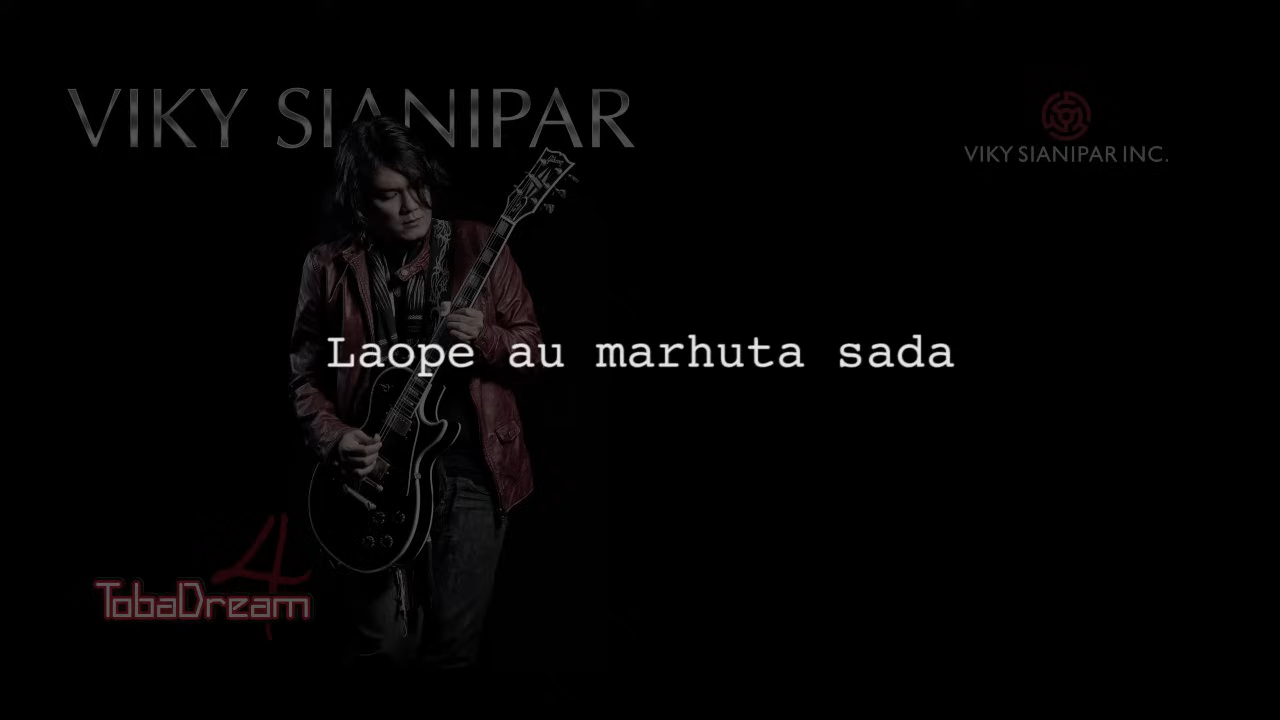 VIKY SIANIPAR
VIKY SIANIPAR INC.
Laope au marhuta sada
4
TobaDream